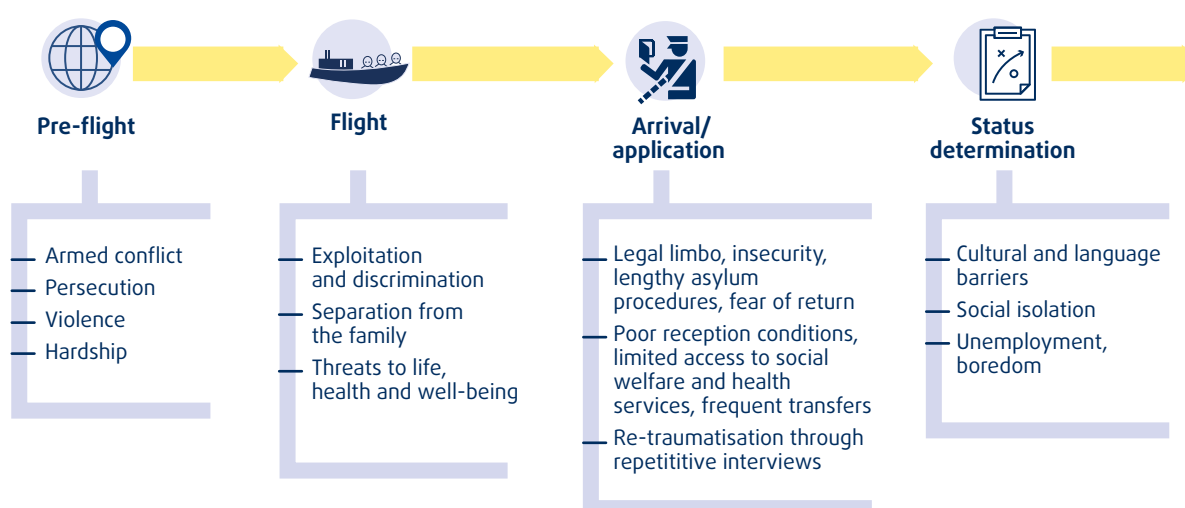 Pre-flight
Armed conflict
Persecution
Violence
Hardship
Flight
Exploitation
and discrimination
Separation from
the family
Threats to life,
health and well-being
Arrival/
application
Legal limbo, insecurity,
lengthy asylum
procedures, fear of return
Poor reception conditions,
limited access to social
welfare and health
services, frequent transfers
Re-traumatisation through
repetititive interviews
Status
determination
Cultural and language
barriers
Social isolation
Unemployment,
boredom